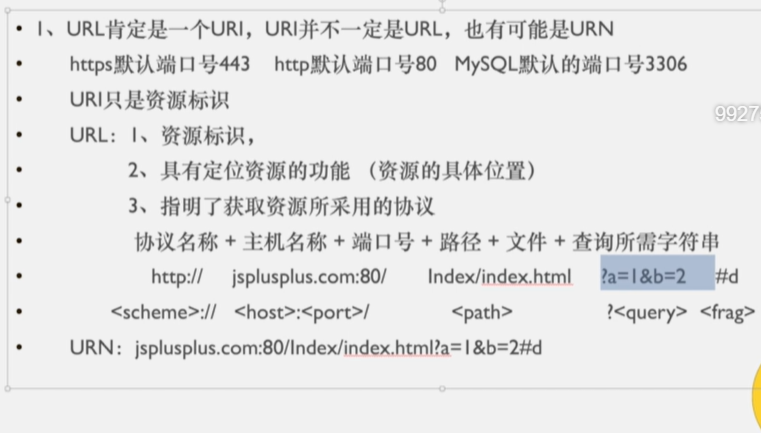 • 1、URL肯定是一个URI，URI并不一定是URL，也有可能是URN
• https默认端口号443 http默认端口号80 MySQL默认的端口号3306
• URI只是资源标识
9927
• URL：1、资源标识，
• 2、具有定位资源的功能 （资源的具体位置）
• 3、指明了获取资源所采用的协议
• 协议名称 + 主机名称 + 端口号 + 路径 + 文件 + 查询所需字符串
• http:// jsplusplus.com:80/ Index/index.html ?a=1&b=2 #d
• <scheme>:// <host>:<port>/ <path> ?<query> <frag>
• URN：jsplusplus.com:80/Index/index.html?a=1&b=2#d